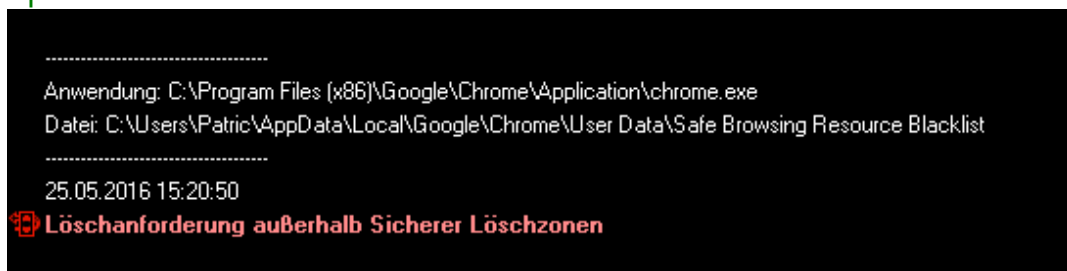 --------------------------------------
Anwendung: C:\Program Files (x86)\Google\Chrome\Application\chrome.exe
Datei: C:\Users\Patric\AppData\Local\Google\Chrome\User Data\Safe Browsing Resource Blacklist
--------------------------------------
25.05.2016 15:20:50
Löschanforderung außerhalb Sicherer Löschzonen